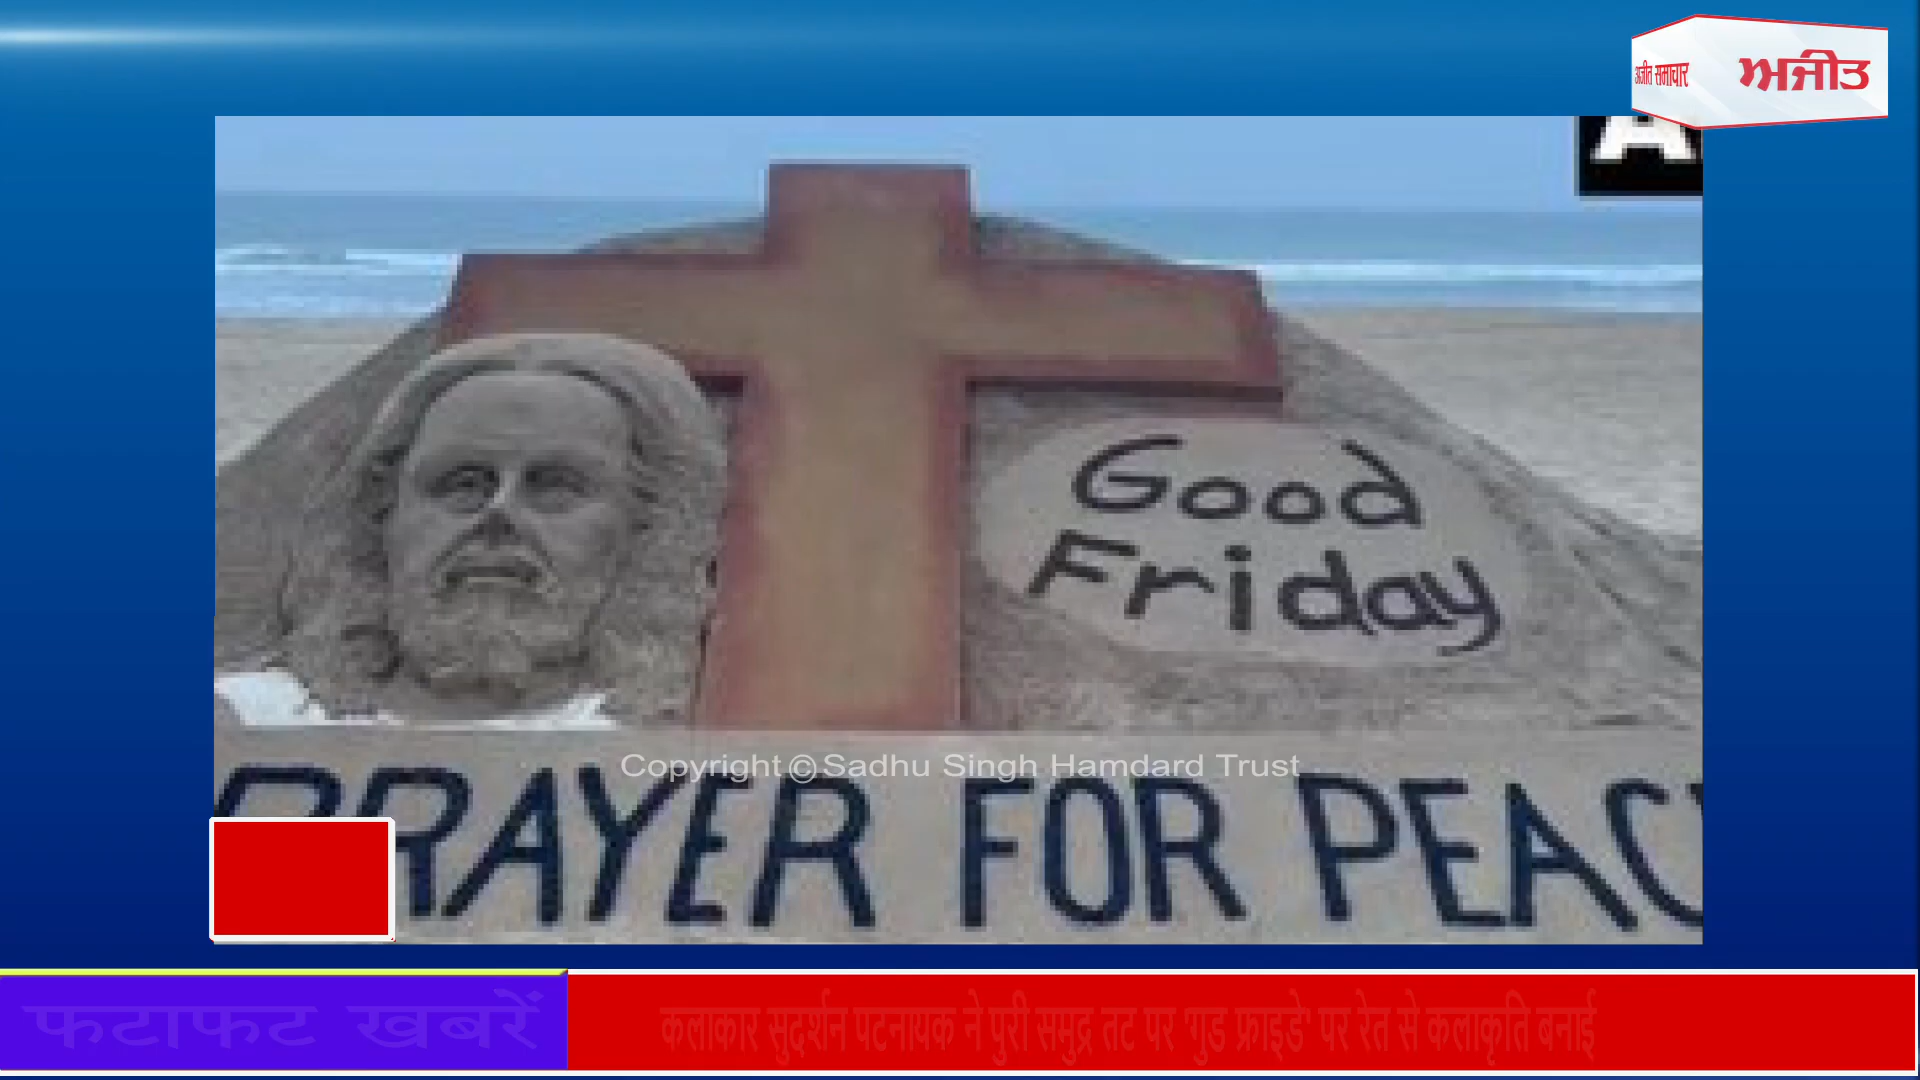 अजीत समाचार
ਅਜੀਤ
A
Good
Friday
Copyright ©Sadhu Singh Hamdard Trust
PRAYER FOR PEAC
फटाफट खबरें
कलाकार सुदर्शन पटनायक ने पुरी समुद्र तट पर 'गुड फ्राइडे' पर रेत से कलाकृति बनाई